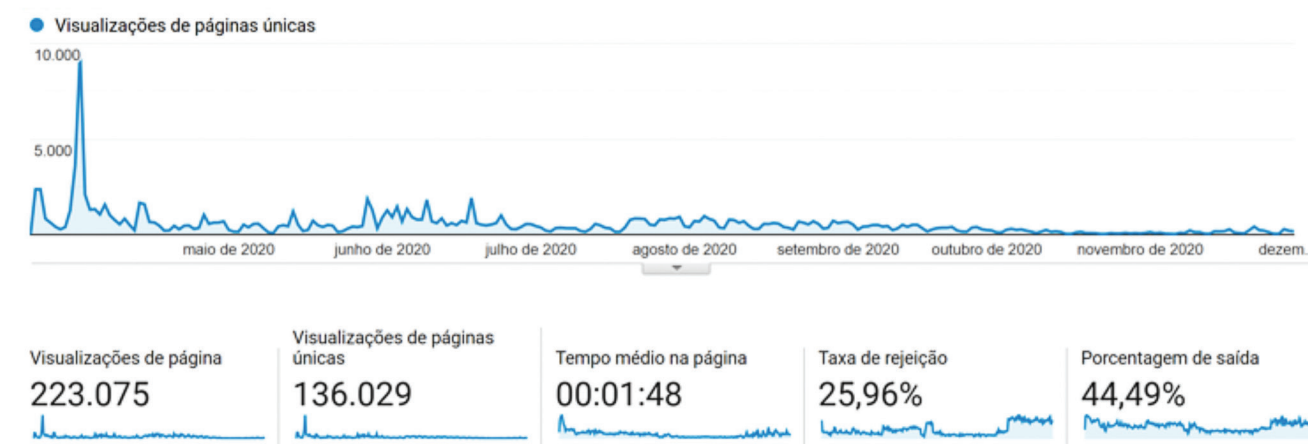 Visualizações de páginas únicas
10.000
5.000
maio de 2020 junho de 2020 julho de 2020 agosto de 2020 setembro de 2020 outubro de 2020 novembro de 2020 dezem.
Visualizações de página
223.075
Visualizações de páginas
únicas
136.029
Tempo médio na página
00:01:48
Taxa de rejeição
25,96%
Porcentagem de saída
44,49%